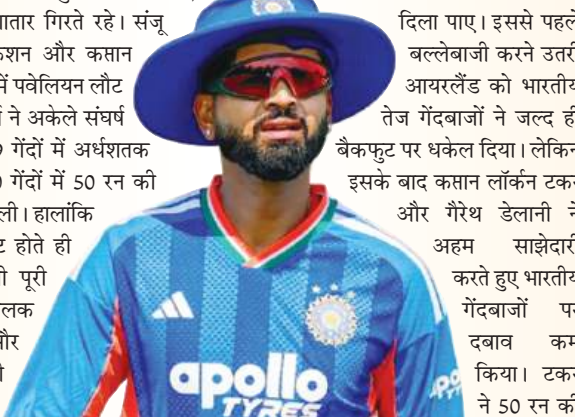 गातार गिरते रहे। संजू
कशन और कप्तान
में पवेलियन लौट
ने अकेले संघर्ष
गेंदों में अर्धशतक
गेंदों में 50 रन की
ली। हालांकि
होते ही
पूरी
लक
और
दिला पाए। इससे पहले
बल्लेबाजी करने उतरी
आयरलैंड को भारतीय
तेज गेंदबाजों ने जल्द ही
बैकफुट पर धकेल दिया। लेकिन
इसके बाद कप्तान लॉर्कन टकर
और गैरेथ डेलानी ने
अहम साझेदारी
करते हुए भारतीय
गेंदबाजों पर
दबाव कम
किया। टकर
ने 50 रन की
apollo
TYRES